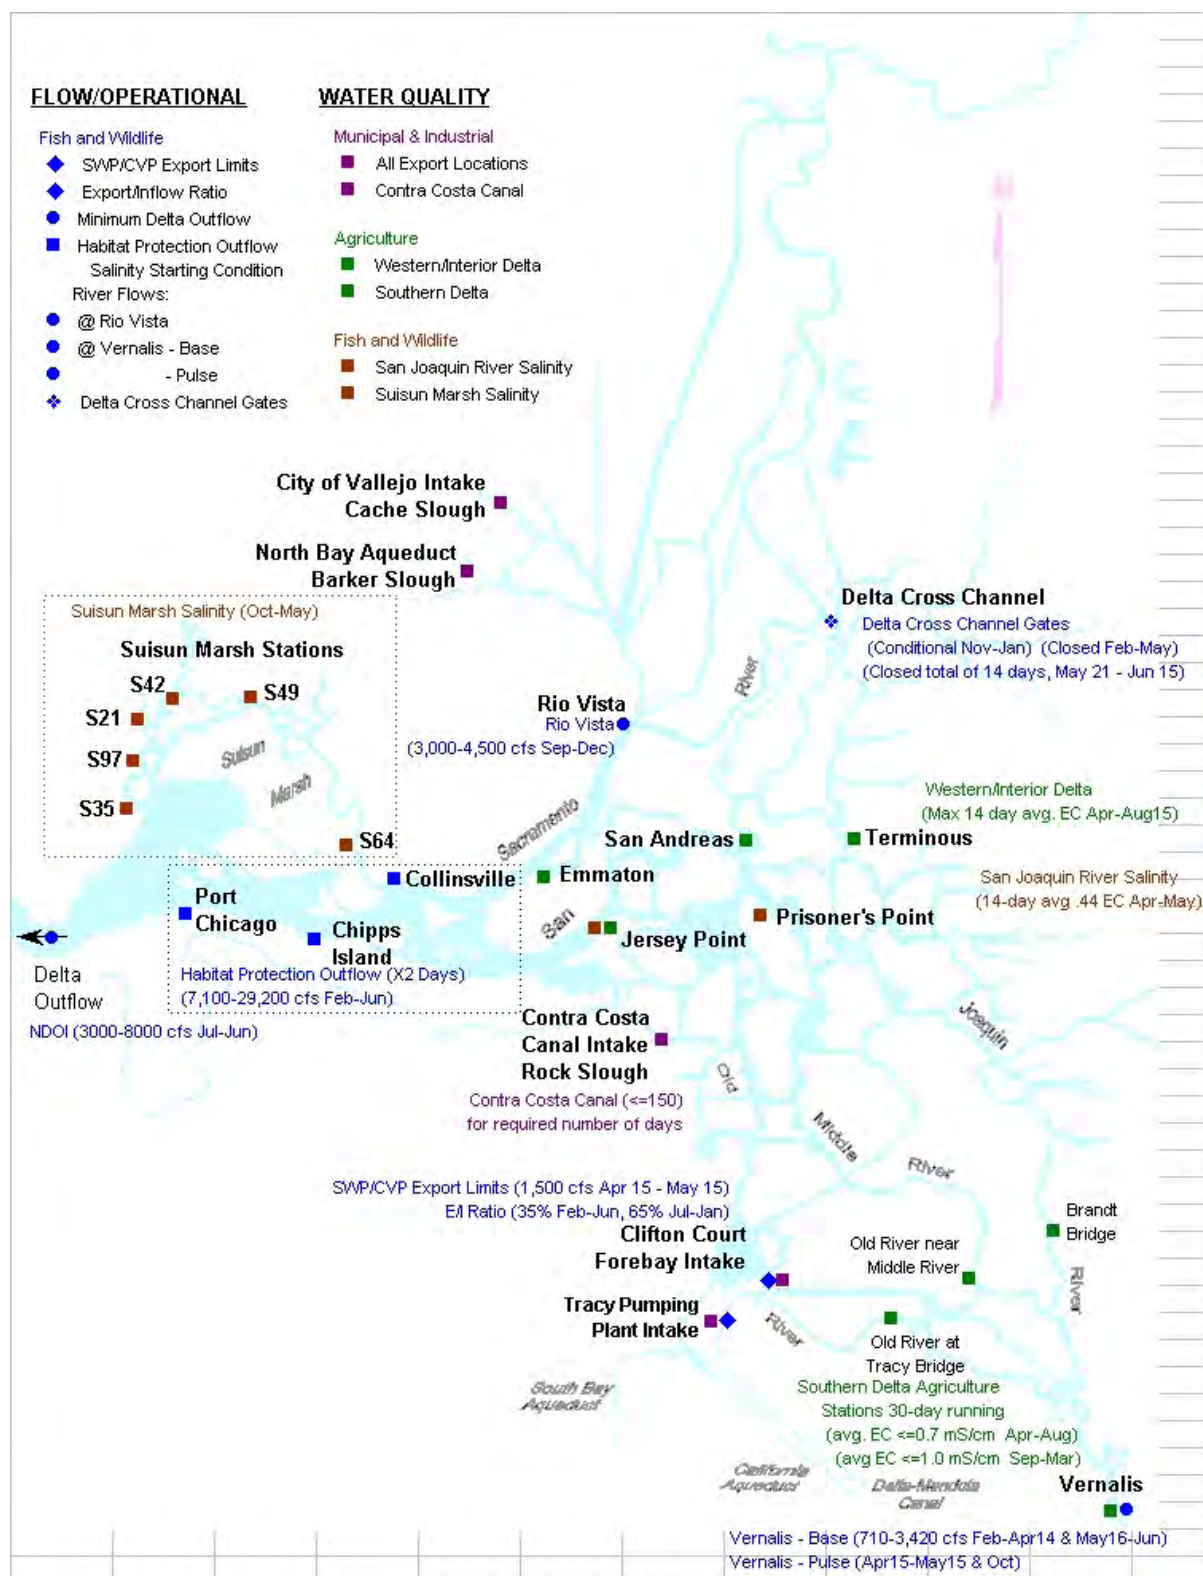 FLOW/OPERATIONAL
Fish and Wildlife
SWP/CVP Export Limits
Export/Inflow Ratio
Minimum Delta Outflow
Habitat Protection Outflow
Salinity Starting Condition
River Flows:
@ Rio Vista
@ Vernalis - Base
- Pulse
Delta Cross Channel Gates
WATER QUALITY
Municipal & Industrial
All Export Locations
Contra Costa Canal
Agriculture
Western/Interior Delta
Southern Delta
Fish and Wildlife
San Joaquin River Salinity
Suisun Marsh Salinity
City of Vallejo Intake
Cache Slough
North Bay Aqueduct
Barker Slough
Suisun Marsh Salinity (Oct-May)
Suisun Marsh Stations
S42
S49
S21
S97
S35
S64
Suisun
Marsh
Delta Cross Channel
Delta Cross Channel Gates
(Conditional Nov-Jan) (Closed Feb-May)
(Closed total of 14 days, May 21 - Jun 15)
River
Rio Vista
Rio Vista
(3,000-4,500 cfs Sep-Dec)
Sacramento
Western/Interior Delta
(Max 14 day avg. EC Apr-Aug15)
San Andreas
Terminous
Collinsville
Emmaton
San Joaquin River Salinity
(14-day avg .44 EC Apr-May)
Port
Chicago
Chipps
Island
San
Jersey Point
Prisoner's Point
Delta
Outflow
Habitat Protection Outflow (X2 Days)
(7,100-29,200 cfs Feb-Jun)
NDOI (3000-8000 cfs Jul-Jun)
Contra Costa
Canal Intake
Rock Slough
Joaquin
Old
Contra Costa Canal (<=150)
for required number of days
Middle
River
SWP/CVP Export Limits (1,500 cfs Apr 15 - May 15)
E/I Ratio (35% Feb-Jun, 65% Jul-Jan)
Clifton Court
Forebay Intake
Old River near
Middle River
Brandt
Bridge
River
Tracy Pumping
Plant Intake
River
Old River at
Tracy Bridge
South Bay
Aqueduct
Southern Delta Agriculture
Stations 30-day running
(avg. EC <=0.7 mS/cm Apr-Aug)
(avg EC <=1.0 mS/cm Sep-Mar)
California
Aqueduct
Delta-Mendota
Canal
Vernalis
Vernalis - Base (710-3,420 cfs Feb-Apr14 & May16-Jun)
Vernalis - Pulse (Apr15-May15 & Oct)